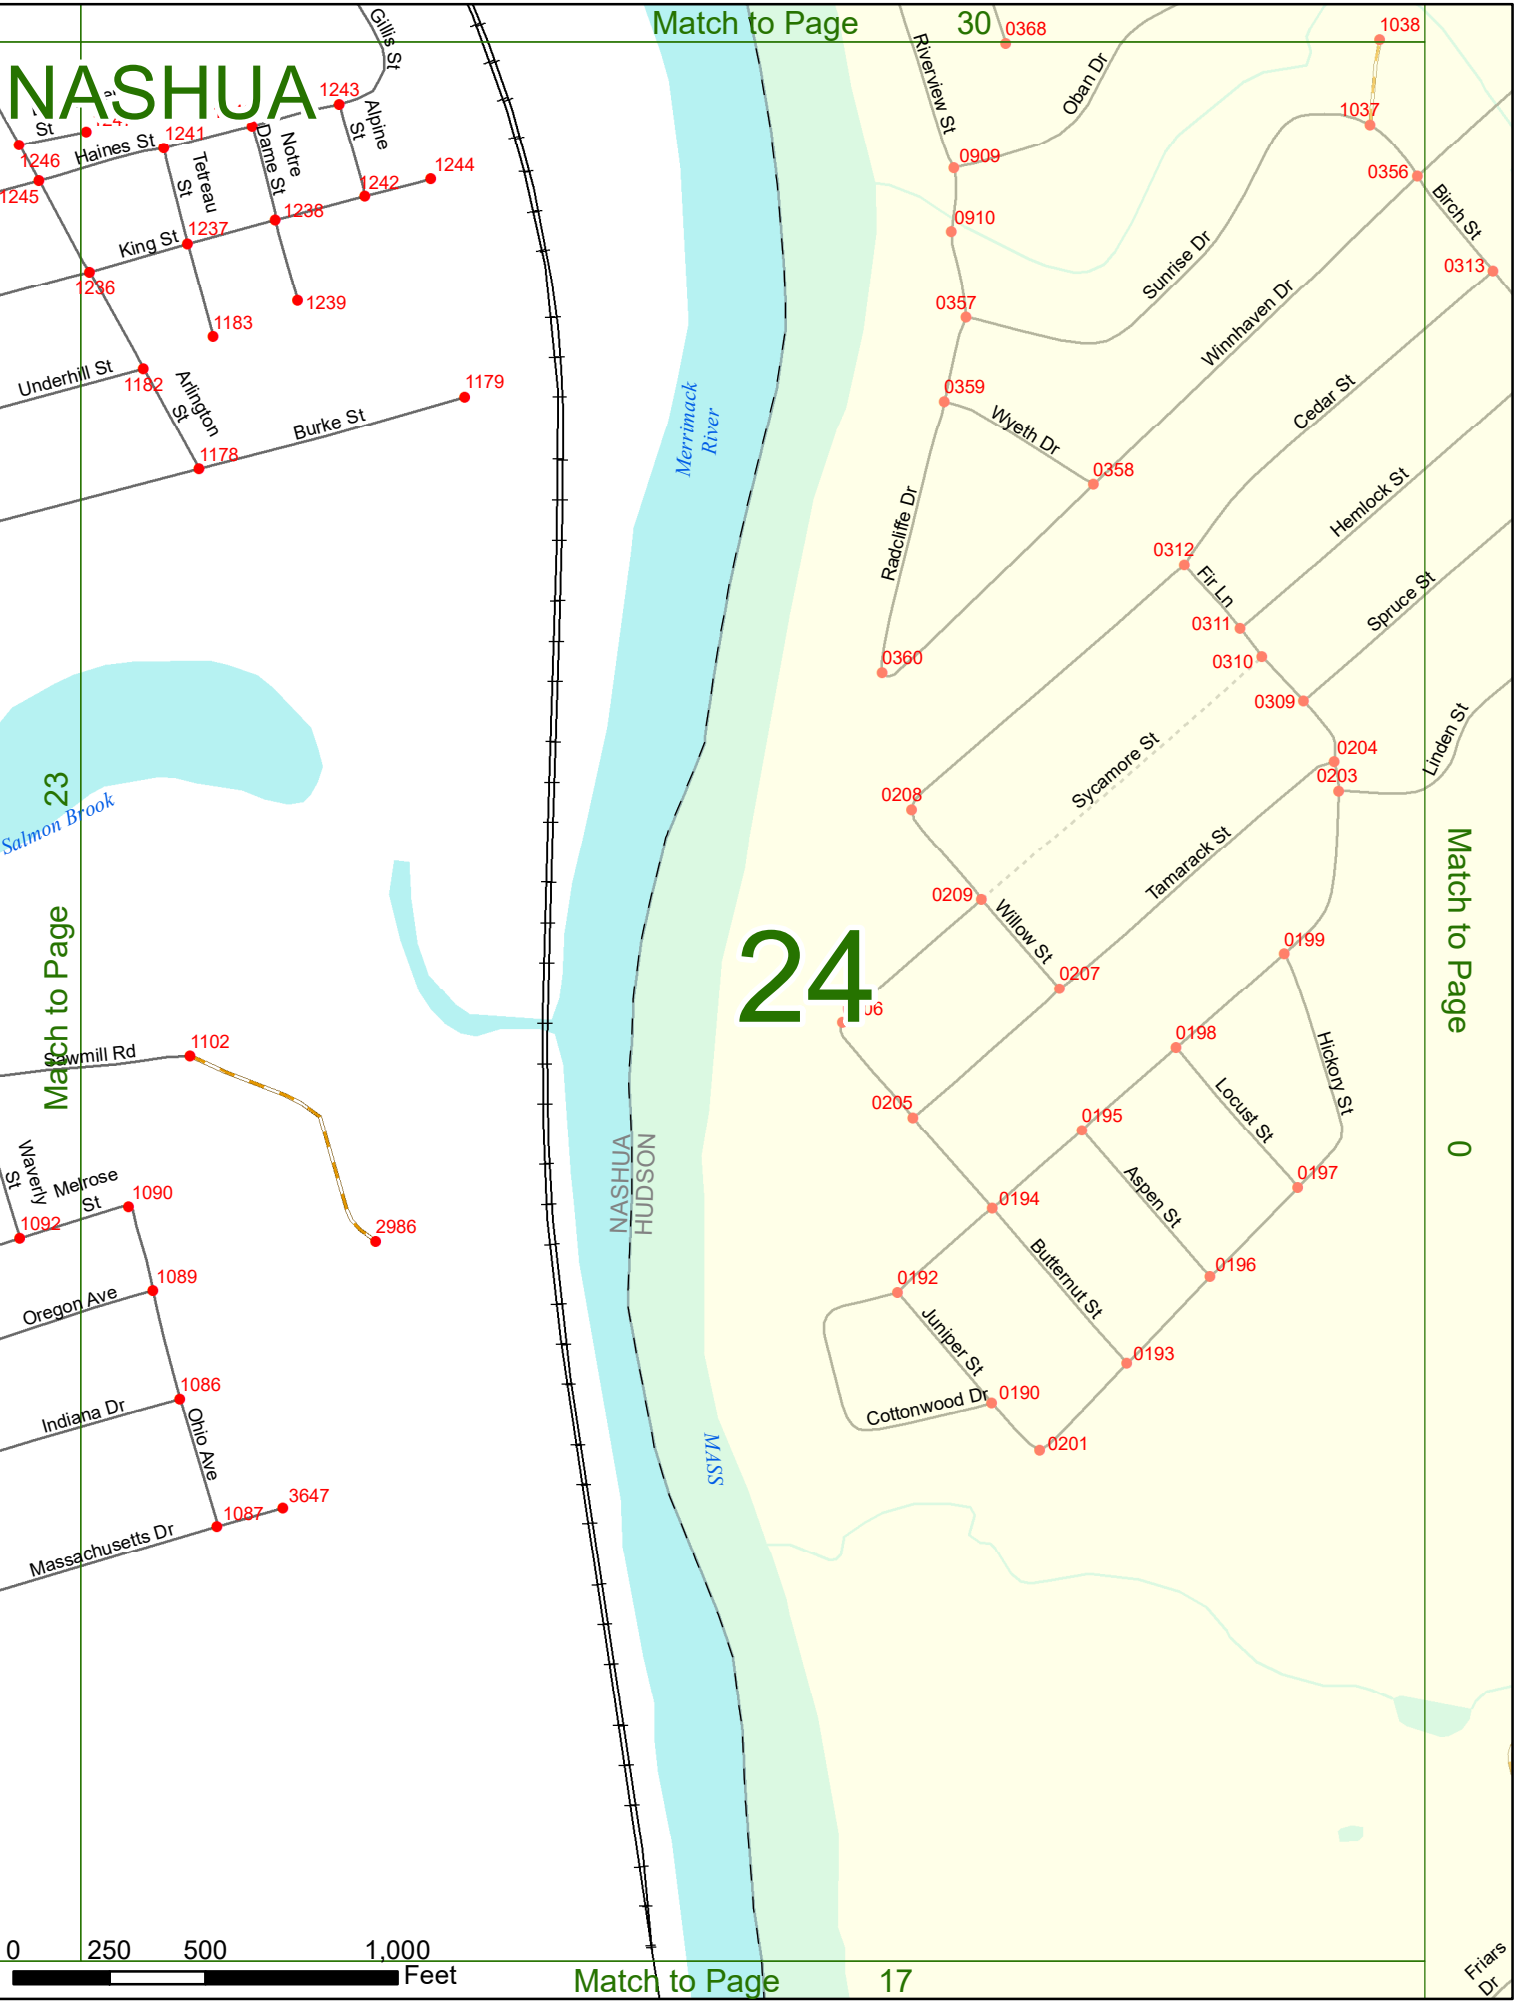 Match to Page 30
NASHUA
Gillis St
Riverview St
0368
Oban Dr
1038
1037
1243
Alpine St
St
1246
Haines St
1241
Notre Dame St
Tetreau St
1244
1242
1245
0909
0356
Birch St
1238
1237
King St
0910
Sunrise Dr
0313
1236
1239
0357
Winnhaven Dr
1183
Underhill St
1182
Arlington St
1179
0359
Wyeth Dr
Cedar St
Burke St
Merrimack River
1178
0358
Hemlock St
Radcliffe Dr
0312
Fir Ln
Spruce St
0311
0360
0310
0309
Linden St
0204
0203
Sycamore St
Match to Page 23
Salmon Brook
0208
Tamarack St
Match to Page 0
0209
Willow St
24
0199
0207
06
0198
Hickory St
Sawmill Rd
1102
Locust St
0205
0195
NASHUA
HUDSON
Waverly St
Melrose St
1090
Aspen St
0197
1092
0194
2986
Butternut St
0196
1089
0192
Oregon Ave
Juniper St
0193
1086
0190
Indiana Dr
Ohio Ave
Cottonwood Dr
0201
MASS
3647
1087
Massachusetts Dr
0 250 500 1,000
Feet
Match to Page 17
Friars Dr